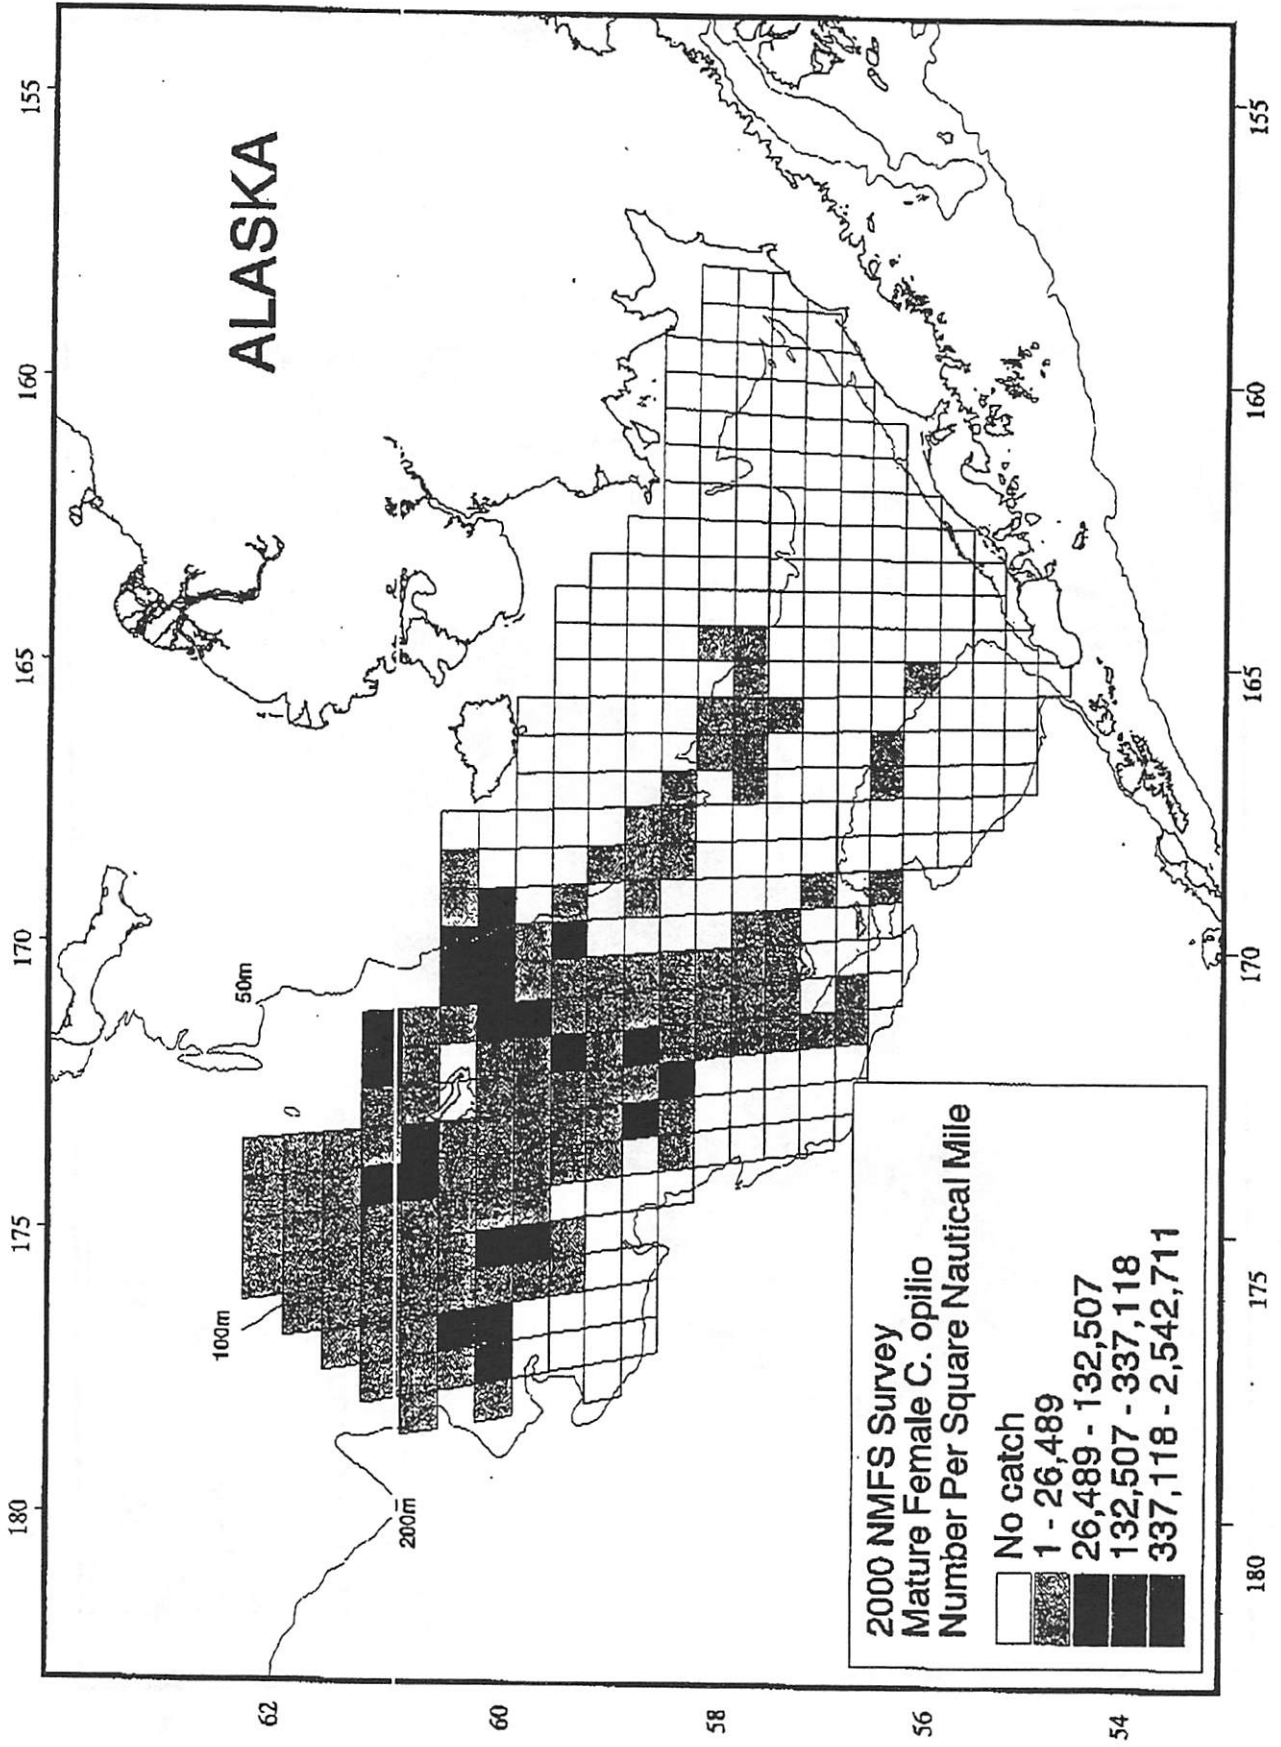 155
160
165
170
175
180
ALASKA
50m
100m
200m
2000 NMFS Survey
Mature Female C. opilio
Number Per Square Nautical Mile
No catch
1 - 26,489
26,489 - 132,507
132,507 - 337,118
337,118 - 2,542,711
62
60
58
56
54
180
175
170
165
160
155